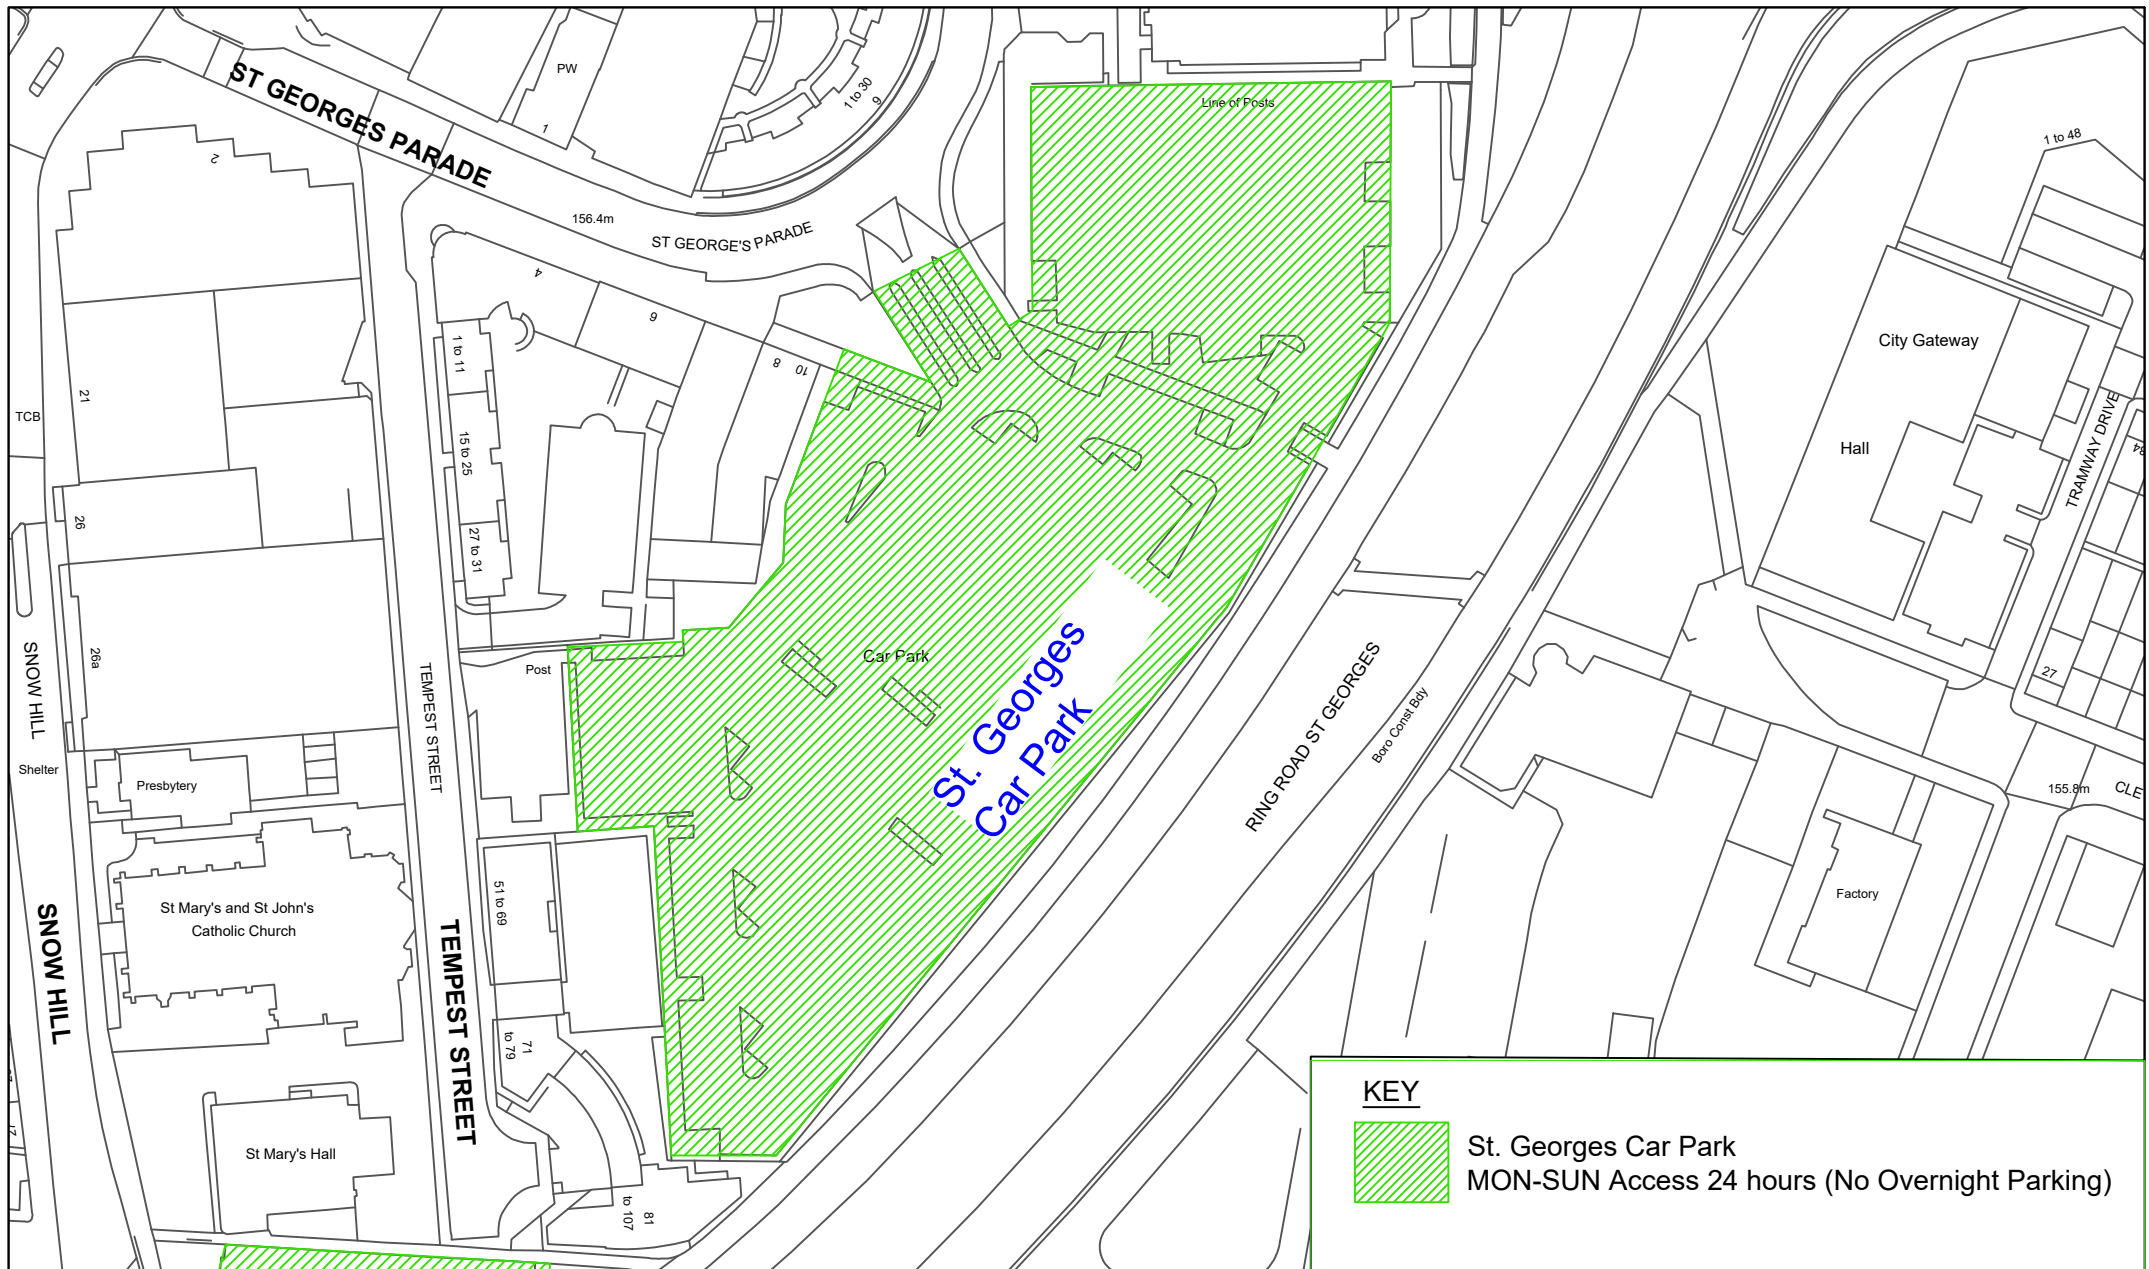 ST GEORGES PARADE
PW
1
2
1 to 30
9
Line of Posts
1 to 48
156.4m
ST GEORGE'S PARADE
4
6
8
10
1 to 11
15 to 25
27 to 31
21
TCB
26
26a
SNOW HILL
Shelter
TEMPEST STREET
Post
Presbytery
City Gateway
Hall
TRAMWAY DRIVE
27
Car Park
St. Georges
Car Park
RING ROAD ST GEORGES
Boro Const Bdy
155.8m
CLE
Factory
St Mary's and St John's
Catholic Church
SNOW HILL
TEMPEST STREET
51 to 69
71
to 79
81
to 107
St Mary's Hall
KEY
St. Georges Car Park
MON-SUN Access 24 hours (No Overnight Parking)